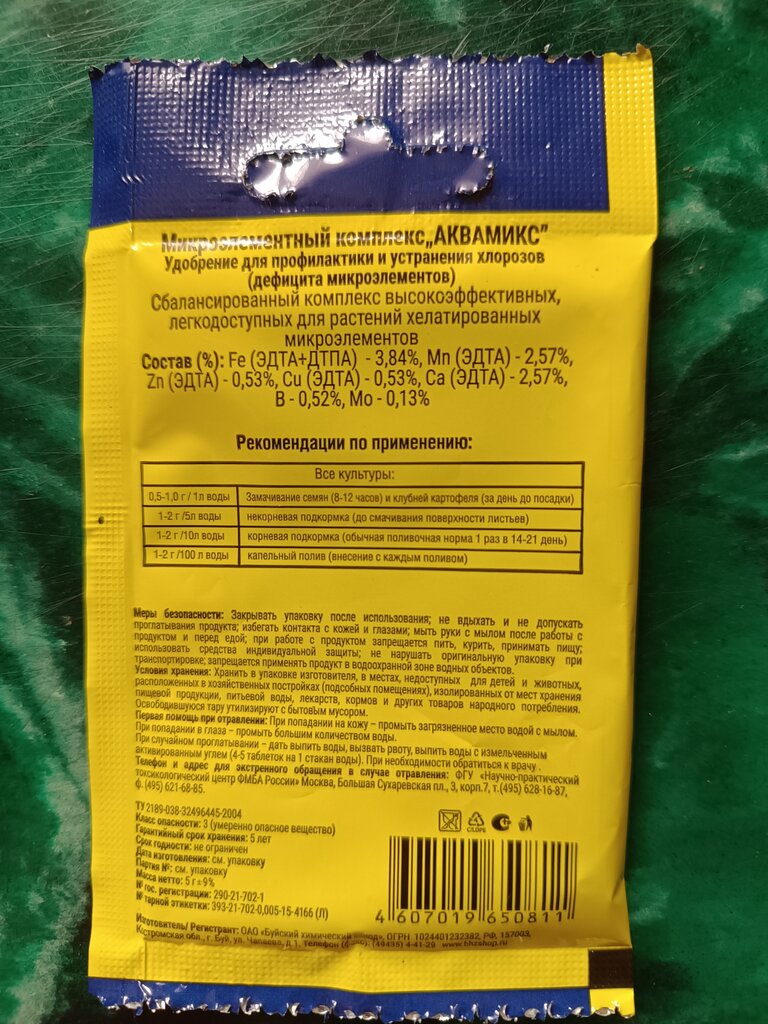 Микроэлементный комплекс„АКВАМИКС”
Удобрение для профилактики и устранения хлорозов
(дефицита микроэлементов)
Сбалансированный комплекс высокоэффективных,
легкодоступных для растений хелатированных
микроэлементов
Состав (%): Fe (ЭДТА+ДТПА) - 3,84%, Mn (ЭДТА) - 2,57%,
Zn (ЭДТА) - 0,53%, Cu (ЭДТА) - 0,53%, Ca (ЭДТА) - 2,57%,
B - 0,52%, Mo - 0,13%
Рекомендации по применению:
Все культуры:
0,5-1,0 г / 1л воды Замачивание семян (8-12 часов) и клубней картофеля (за день до посадки)
1-2 г /5л воды некорневая подкормка (до смачивания поверхности листьев)
1-2 г /10л воды корневая подкормка (обычная поливочная норма 1 раз в 14-21 день)
1-2 г /100 л воды капельный полив (внесение с каждым поливом)
Меры безопасности: Закрывать упаковку после использования; не вдыхать и не допускать
проглатывания продукта; избегать контакта с кожей и глазами; мыть руки с мылом после работы с
продуктом и перед едой; при работе с продуктом запрещается пить, курить, принимать пищу;
использовать средства индивидуальной защиты; не нарушать оригинальную упаковку при
транспортировке; запрещается применять продукт в водоохранной зоне водных объектов.
Условия хранения: Хранить в упаковке изготовителя, в местах, недоступных для детей и животных,
расположенных в хозяйственных постройках (подсобных помещениях), изолированных от мест хранения
пищевой продукции, питьевой воды, лекарств, кормов и других товаров народного потребления.
Освободившуюся тару утилизируют с бытовым мусором.
Первая помощь при отравлении: При попадании на кожу – промыть загрязненное место водой с мылом.
При попадании в глаза – промыть большим количеством воды.
При случайном проглатывании - дать выпить воды, вызвать рвоту, выпить воды с измельченным
активированным углем (4-5 таблеток на 1 стакан воды). При необходимости обратиться к врачу .
Телефон и адрес для экстренного обращения в случае отравления: ФГУ «Научно-практический
токсикологический центр ФМБА России» Москва, Большая Сухаревская пл., 3, корп.7, т.(495) 628-16-87,
ф.(495) 621-68-85.
ТУ 2189-038-32496445-2004
Класс опасности: 3 (умеренно опасное вещество)
Гарантийный срок хранения: 5 лет
Срок годности: не ограничен
Дата изготовления: см. упаковку
Партия №: см. упаковку
Масса нетто: 5 г±9%
№ гос. регистрации: 290-21-702-1
№ тарной этикетки: 393-21-702-0,005-15-4166 (Л)
C/LDPE
4 607019 650811
Изготовитель/ Регистрант: ОАО «Буйский химический завод», ОГРН 1024401232382, РФ, 157003,
Костромская обл., г. Буй, ул. Чапаева, д.1, Телефон (49435) 4-41-29 www.bhzshop.ru